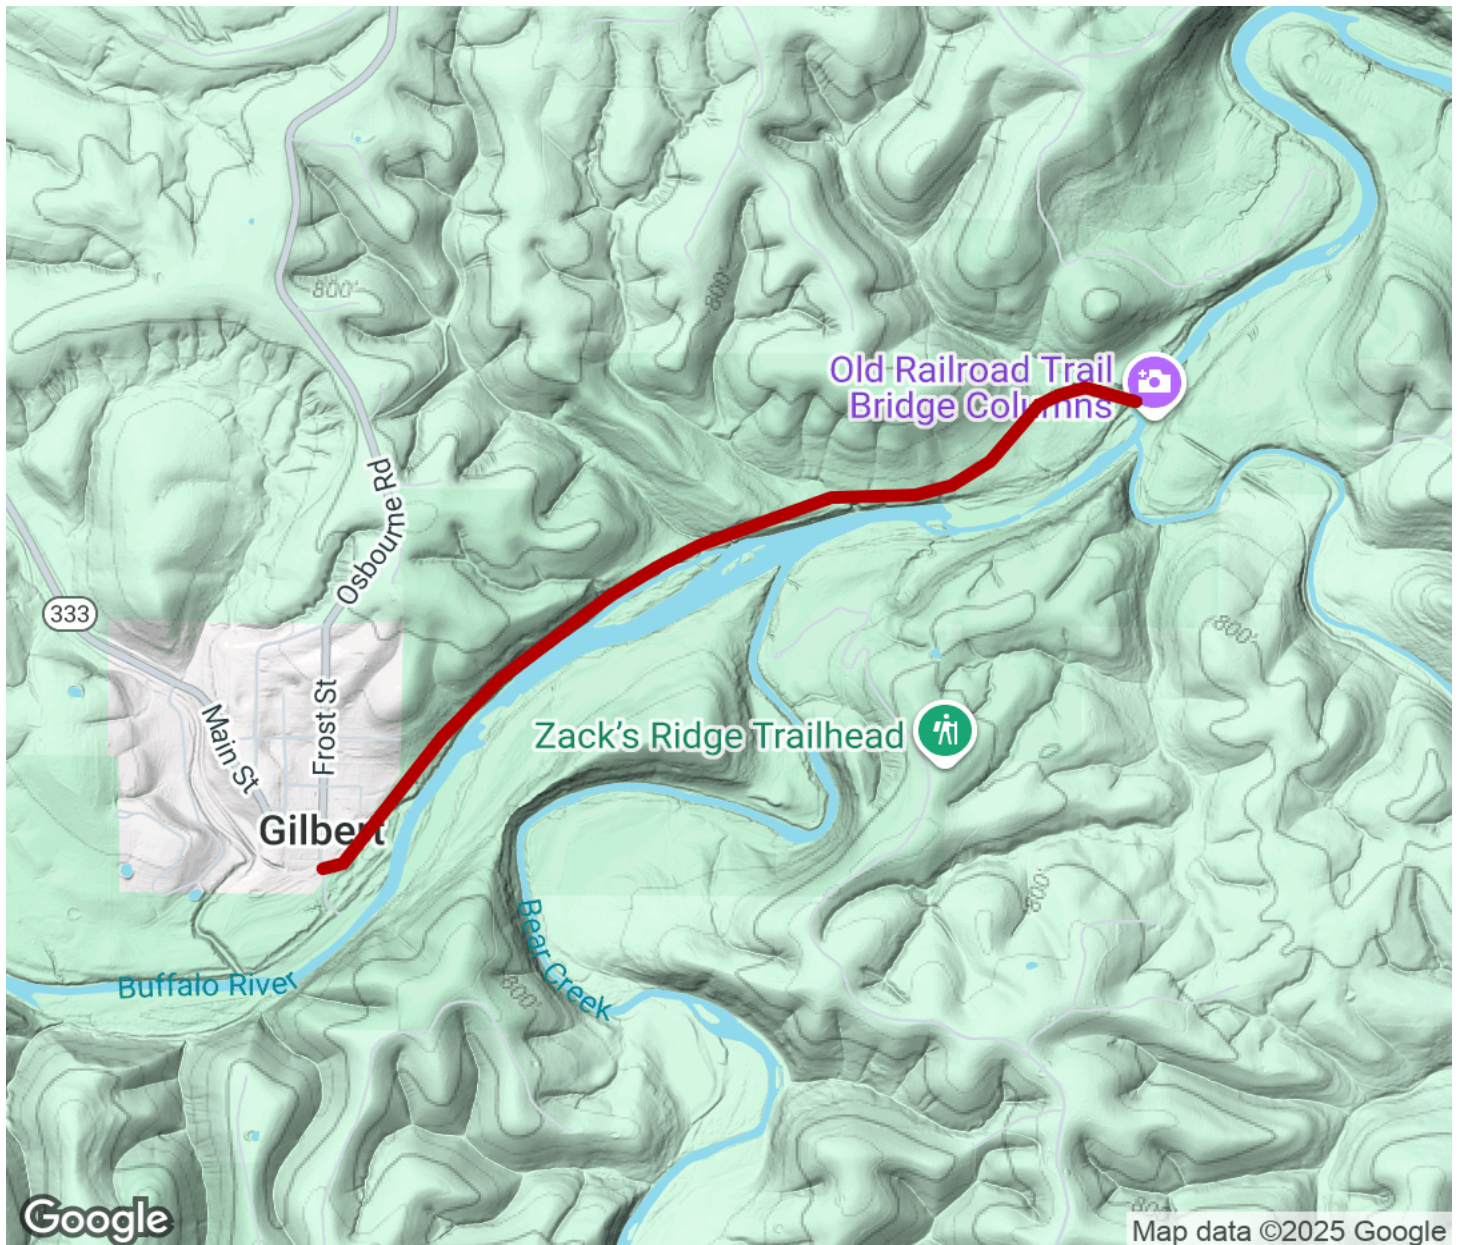 800'
800'
Old Railroad Trail
Bridge Columns
Osbourne Rd
333
800'
Main St
Frost St
Zack's Ridge Trailhead
Gilbert
800'
Bear Creek
Buffalo River
800'
800'
Google
Map data ©2025 Google